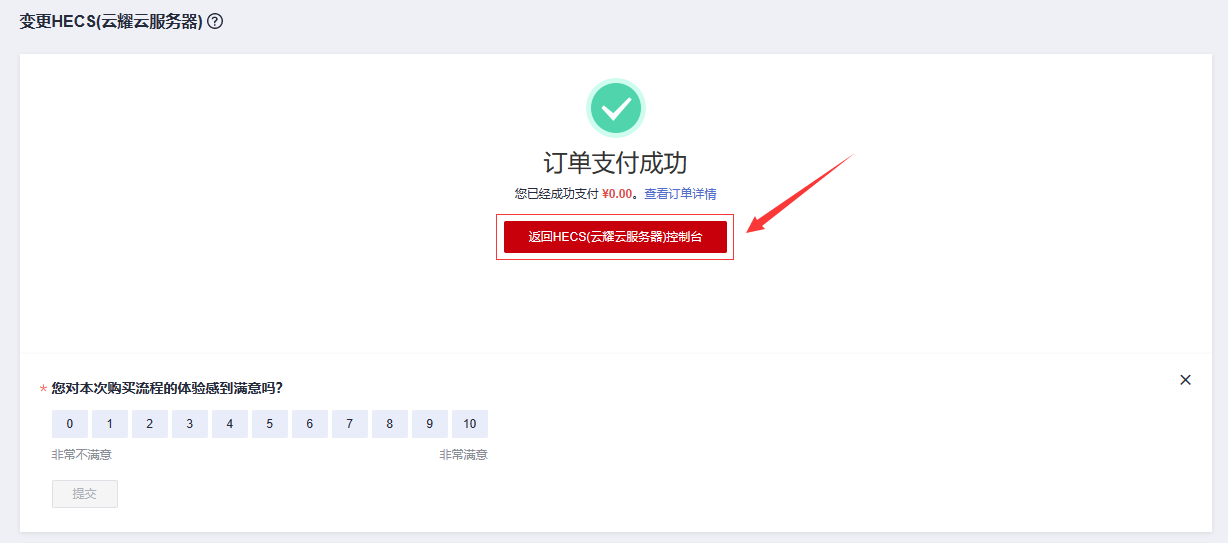 变更HECS(云耀云服务器) ?
订单支付成功
您已经成功支付 ¥0.00。查看订单详情
返回HECS(云耀云服务器)控制台
* 您对本次购买流程的体验感到满意吗?
0 1 2 3 4 5 6 7 8 9 10
非常不满意 非常满意
提交